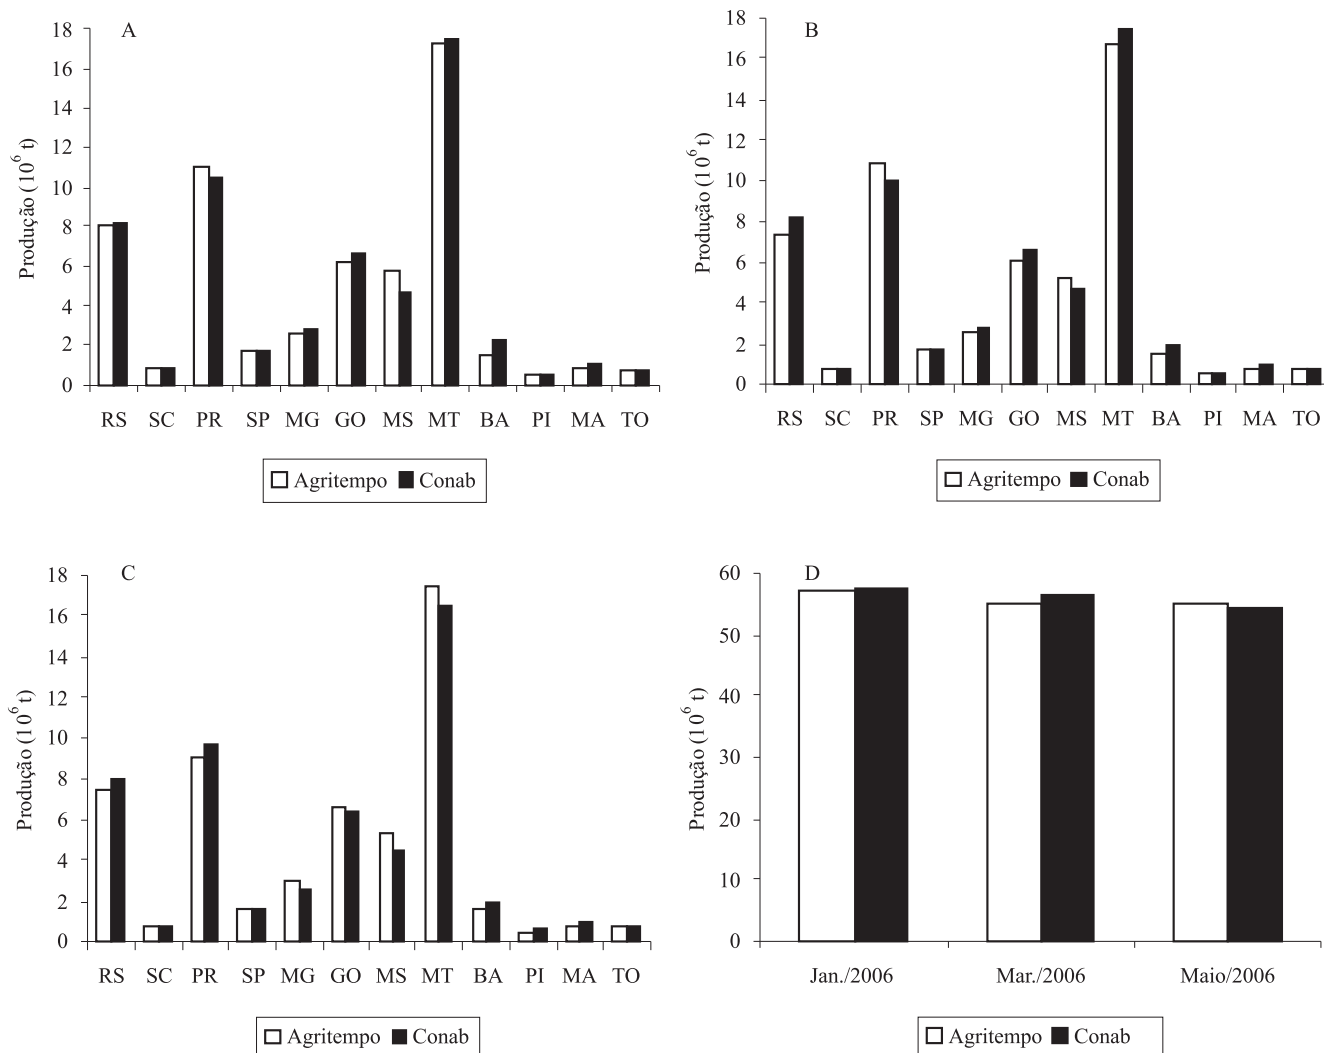 A
18
16
14
12
10
8
6
4
2
0
Produção (10⁶ t)
RS SC PR SP MG GO MS MT BA PI MA TO
Agritempo Conab
B
18
16
14
12
10
8
6
4
2
0
Produção (10⁶ t)
RS SC PR SP MG GO MS MT BA PI MA TO
Agritempo Conab
C
18
16
14
12
10
8
6
4
2
0
Produção (10⁶ t)
RS SC PR SP MG GO MS MT BA PI MA TO
Agritempo Conab
D
60
50
40
30
20
10
0
Produção (10⁶ t)
Jan./2006 Mar./2006 Maio/2006
Agritempo Conab